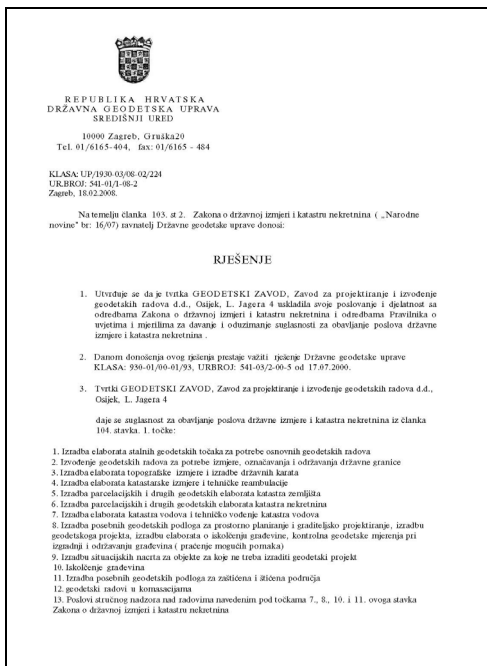 REPUBLIKA HRVATSKA
DRŽAVNA GEODETSKA UPRAVA
SREDIŠNJI URED
10000 Zagreb, Gruška20
Tel. 01/6165-404, fax: 01/6165 - 484
KLASA: UP/I930-03/08-02/224
UR.BROJ: 541-01/1-08-2
Zagreb, 18.02.2008.
Na temelju članka 103. st 2. Zakona o državnoj izmjeri i katastru nekretnina ( „Narodne
novine" br: 16/07) ravnatelj Državne geodetske uprave donosi:
RJEŠENJE
1. Utvrđuje se da je tvrtka GEODETSKI ZAVOD, Zavod za projektiranje i izvođenje
geodetskih radova d.d., Osijek, L. Jagera 4 uskladila svoje poslovanje i djelatnost sa
odredbama Zakona o državnoj izmjeri i katastru nekretnina i odredbama Pravilnika o
uvjetima i mjerilima za davanje i oduzimanje suglasnosti za obavljanje poslova državne
izmjere i katastra nekretnina .
2. Danom donošenja ovog rješenja prestaje važiti rješenje Državne geodetske uprave
KLASA: 930-01/00-01/93, URBROJ: 541-03/2-00-5 od 17.07.2000.
3. Tvrtki GEODETSKI ZAVOD, Zavod za projektiranje i izvođenje geodetskih radova d.d.,
Osijek, L. Jagera 4
daje se suglasnost za obavljanje poslova državne izmjere i katastra nekretnina iz članka
104. stavka. 1. točke:
1. Izradba elaborata stalnih geodetskih točaka za potrebe osnovnih geodetskih radova
2. Izvođenje geodetskih radova za potrebe izmjere, označavanja i održavanja državne granice
3. Izradba elaborata topografske izmjere i izradbe državnih karata
4. Izradba elaborata katastarske izmjere i tehničke reambulacije
5. Izradba parcelacijskih i drugih geodetskih elaborata katastra zemljišta
6. Izradba parcelacijskih i drugih geodetskih elaborata katastra nekretnina
7. Izradba elaborata katastra vodova i tehničko vođenje katastra vodova
8. Izradba posebnih geodetskih podloga za prostorno planiranje i graditeljsko projektiranje, izradbu
geodetskoga projekta, izradbu elaborata o iskolčenju građevine, kontrolna geodetske mjerenja pri
izgradnji i održavanju građevina ( praćenje mogućih pomaka)
9. Izradbu situacijskih nacrta za objekte za koje ne treba izraditi geodetski projekt
10. Iskolčenje građevina
11. Izradba posebnih geodetskih podloga za zaštićena i štićena područja
12. geodetski radovi u komasacijama
13. Poslovi stručnog nadzora nad radovima navedenim pod točkama 7., 8., 10. i 11. ovoga stavka
Zakona o državnoj izmjeri i katastru nekretnina